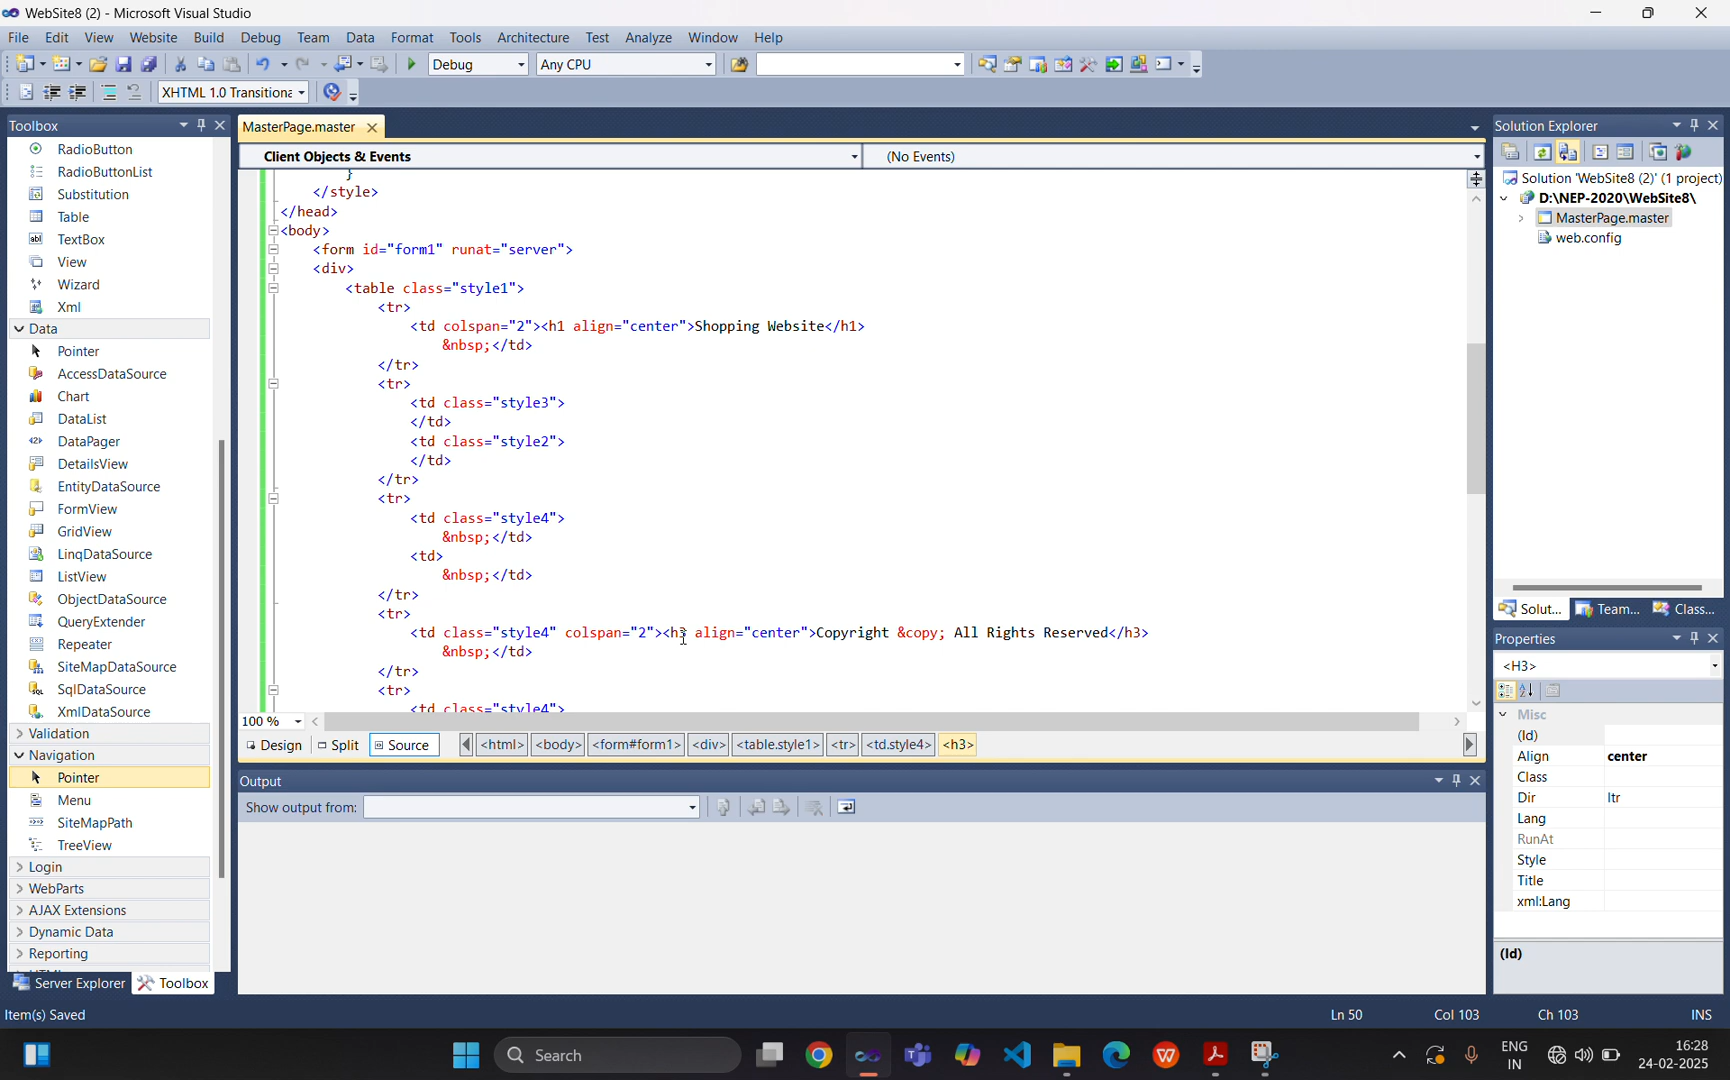 WebSite8 (2) - Microsoft Visual Studio
File Edit View Website Build Debug Team Data Format Tools Architecture Test Analyze Window Help
Debug Any CPU
XHTML 1.0 Transitiona
Toolbox
RadioButton
RadioButtonList
Substitution
Table
TextBox
View
Wizard
Xml
Data
Pointer
AccessDataSource
Chart
DataList
DataPager
DetailsView
EntityDataSource
FormView
GridView
LinqDataSource
ListView
ObjectDataSource
QueryExtender
Repeater
SiteMapDataSource
SqlDataSource
XmlDataSource
Validation
Navigation
Pointer
Menu
SiteMapPath
TreeView
Login
WebParts
AJAX Extensions
Dynamic Data
Reporting
Server Explorer Toolbox
MasterPage.master
Client Objects & Events (No Events)
}
</style>
</head>
<body>
<form id="form1" runat="server">
<div>
<table class="style1">
<tr>
<td colspan="2"><h1 align="center">Shopping Website</h1>
&nbsp;</td>
</tr>
<tr>
<td class="style3">
</td>
<td class="style2">
</td>
</tr>
<tr>
<td class="style4">
&nbsp;</td>
<td>
&nbsp;</td>
</tr>
<tr>
<td class="style4" colspan="2"><h3 align="center">Copyright &copy; All Rights Reserved</h3>
&nbsp;</td>
</tr>
<tr>
<td class="style4">
100 %
Design Split Source <html> <body> <form#form1> <div> <table.style1> <tr> <td.style4> <h3>
Output
Show output from:
Solution Explorer
Solution 'WebSite8 (2)' (1 project)
D:\NEP-2020\WebSite8\
MasterPage.master
web.config
Solut... Team... Class...
Properties
<H3>
Misc
(Id)
Align center
Class
Dir ltr
Lang
RunAt
Style
Title
xml:Lang
(Id)
Item(s) Saved Ln 50 Col 103 Ch 103 INS
Search
ENG
IN
16:28
24-02-2025